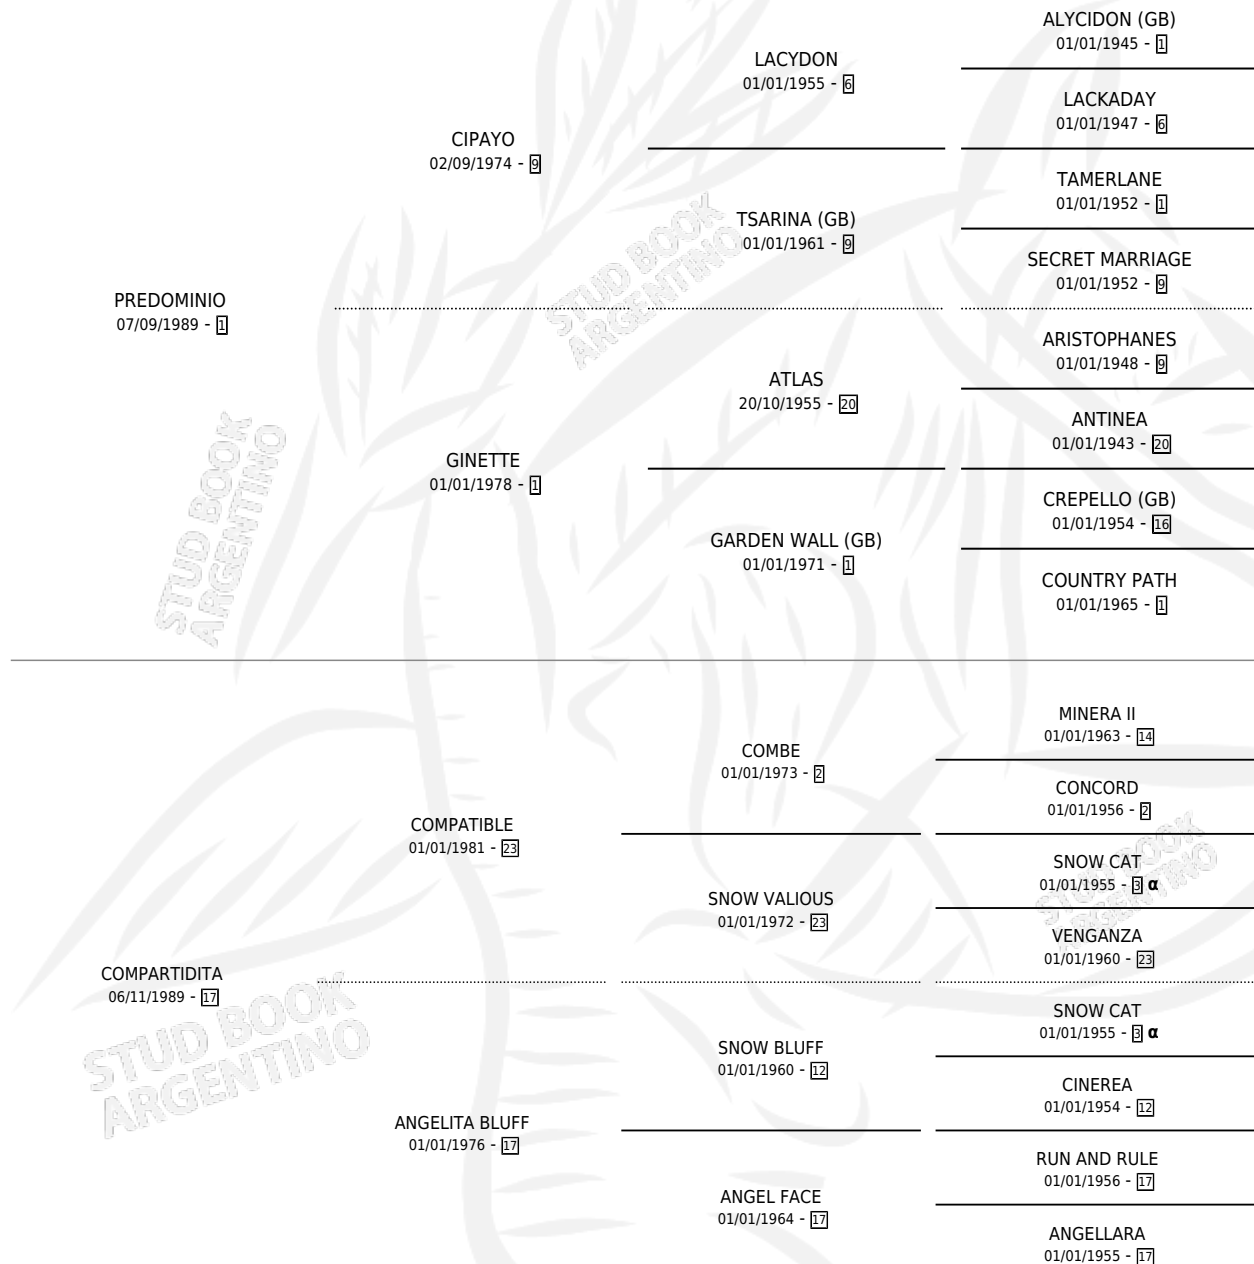 ALYCIDON (GB)
01/01/1945 - 1
LACYDON
01/01/1955 - 6
LACKADAY
01/01/1947 - 6
CIPAYO
02/09/1974 - 9
TAMERLANE
01/01/1952 - 1
TSARINA (GB)
01/01/1961 - 9
SECRET MARRIAGE
01/01/1952 - 9
PREDOMINIO
07/09/1989 - 1
ARISTOPHANES
01/01/1948 - 9
ATLAS
20/10/1955 - 20
ANTINEA
01/01/1943 - 20
GINETTE
01/01/1978 - 1
CREPELLO (GB)
01/01/1954 - 16
GARDEN WALL (GB)
01/01/1971 - 1
COUNTRY PATH
01/01/1965 - 1
MINERA II
01/01/1963 - 14
COMBE
01/01/1973 - 2
CONCORD
01/01/1956 - 2
COMPATIBLE
01/01/1981 - 23
SNOW CAT
01/01/1955 - 3 α
SNOW VALIOUS
01/01/1972 - 23
VENGANZA
01/01/1960 - 23
COMPARTIDITA
06/11/1989 - 17
SNOW CAT
01/01/1955 - 3 α
SNOW BLUFF
01/01/1960 - 12
CINEREA
01/01/1954 - 12
ANGELITA BLUFF
01/01/1976 - 17
RUN AND RULE
01/01/1956 - 17
ANGEL FACE
01/01/1964 - 17
ANGELLARA
01/01/1955 - 17
STUD BOOK
ARGENTINO
STUD BOOK
ARGENTINO
STUD BOOK
ARGENTINO
STUD BOOK
ARGENTINO